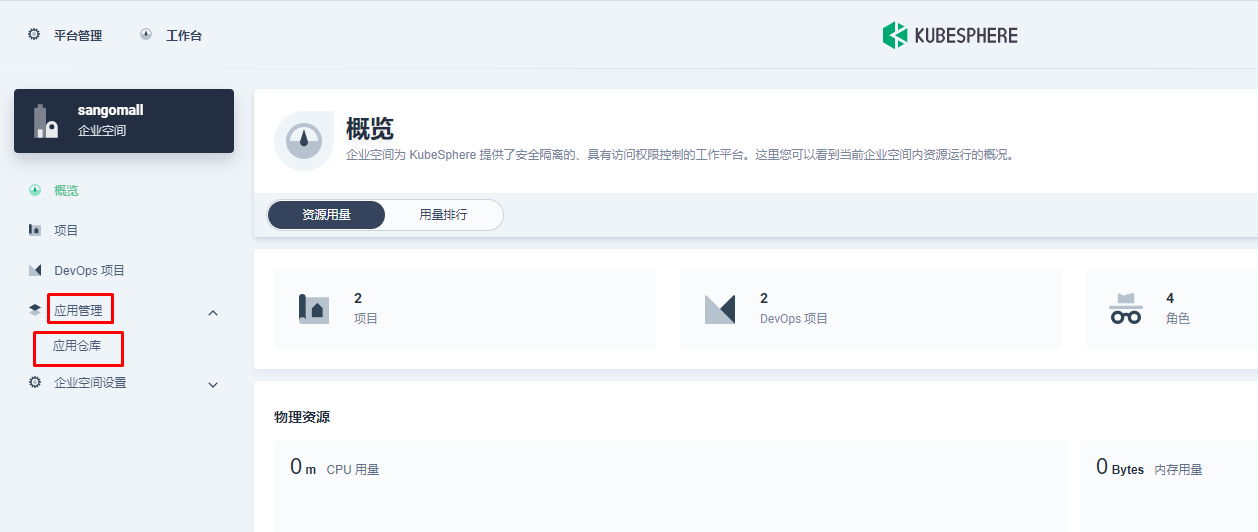 平台管理
工作台
KUBESPHERE
sangomall
企业空间
概览
项目
DevOps 项目
应用管理
应用仓库
企业空间设置
概览
企业空间为 KubeSphere 提供了安全隔离的、具有访问权限控制的工作平台。这里您可以看到当前企业空间内资源运行的概况。
资源用量
用量排行
2
项目
2
DevOps 项目
4
角色
物理资源
0 m CPU 用量
0 Bytes 内存用量